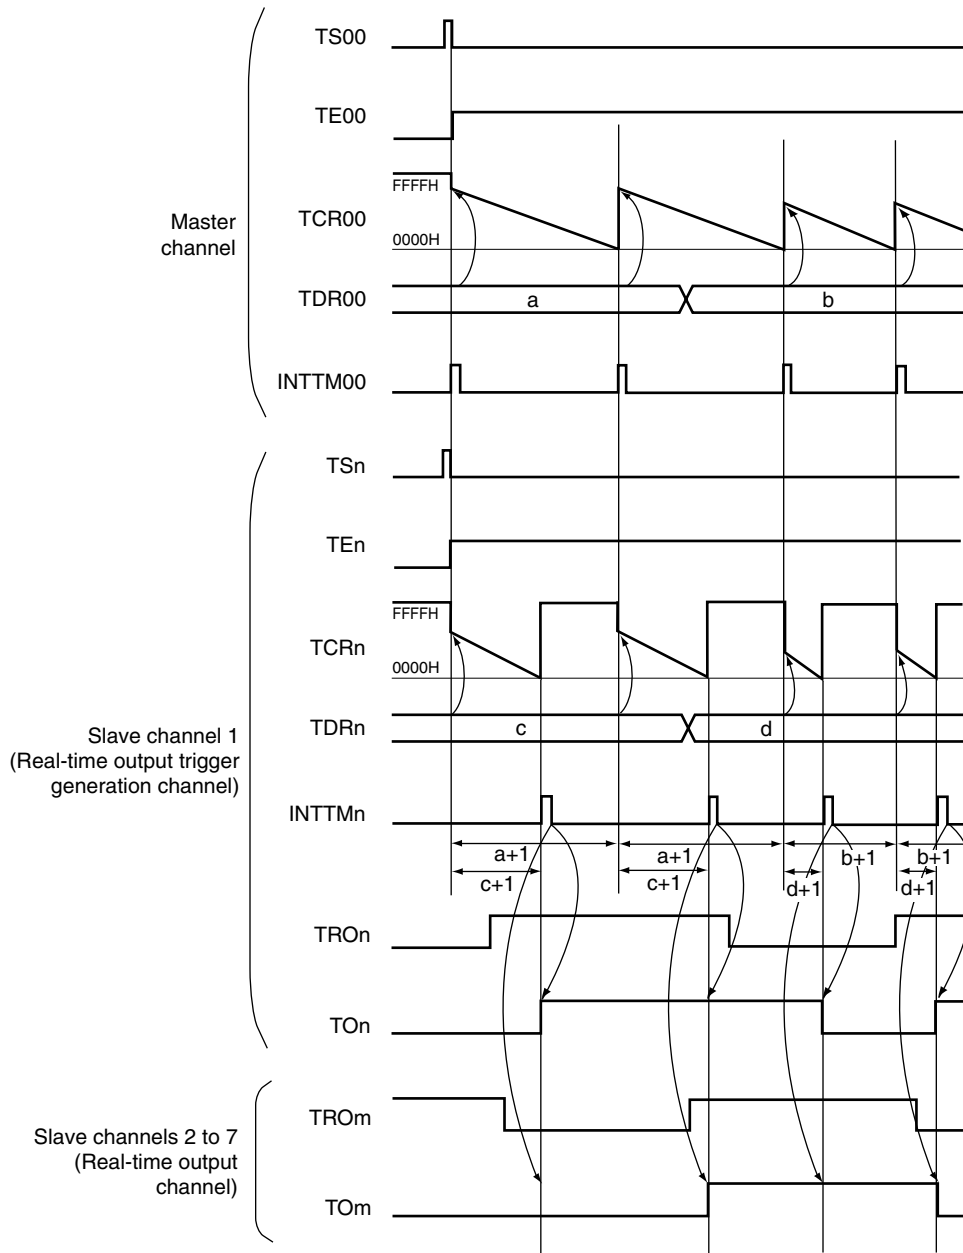 TS00
TE00
FFFFH
Master
channel
TCR00
0000H
TDR00
a
b
INTTM00
TSn
TEn
FFFFH
TCRn
0000H
Slave channel 1
(Real-time output trigger
generation channel)
TDRn
c
d
INTTMn
a+1
a+1
b+1
b+1
c+1
c+1
d+1
d+1
TROn
TOn
TROm
Slave channels 2 to 7
(Real-time output
channel)
TOm